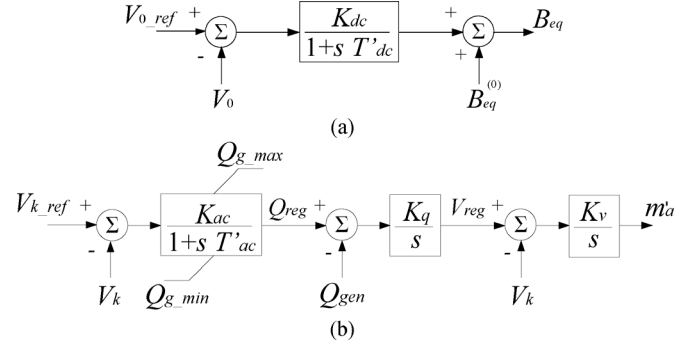 V0_ref + Σ - V0
Kdc
1+s T'dc
+ Σ + Beq
Beq(0)
(a)
Qg_max
Vk_ref + Σ - Vk
Kac
1+s T'ac
Qg_min
Qreg + Σ - Qgen
Kq
s
Vreg + Σ - Vk
Kv
s
m'a
(b)